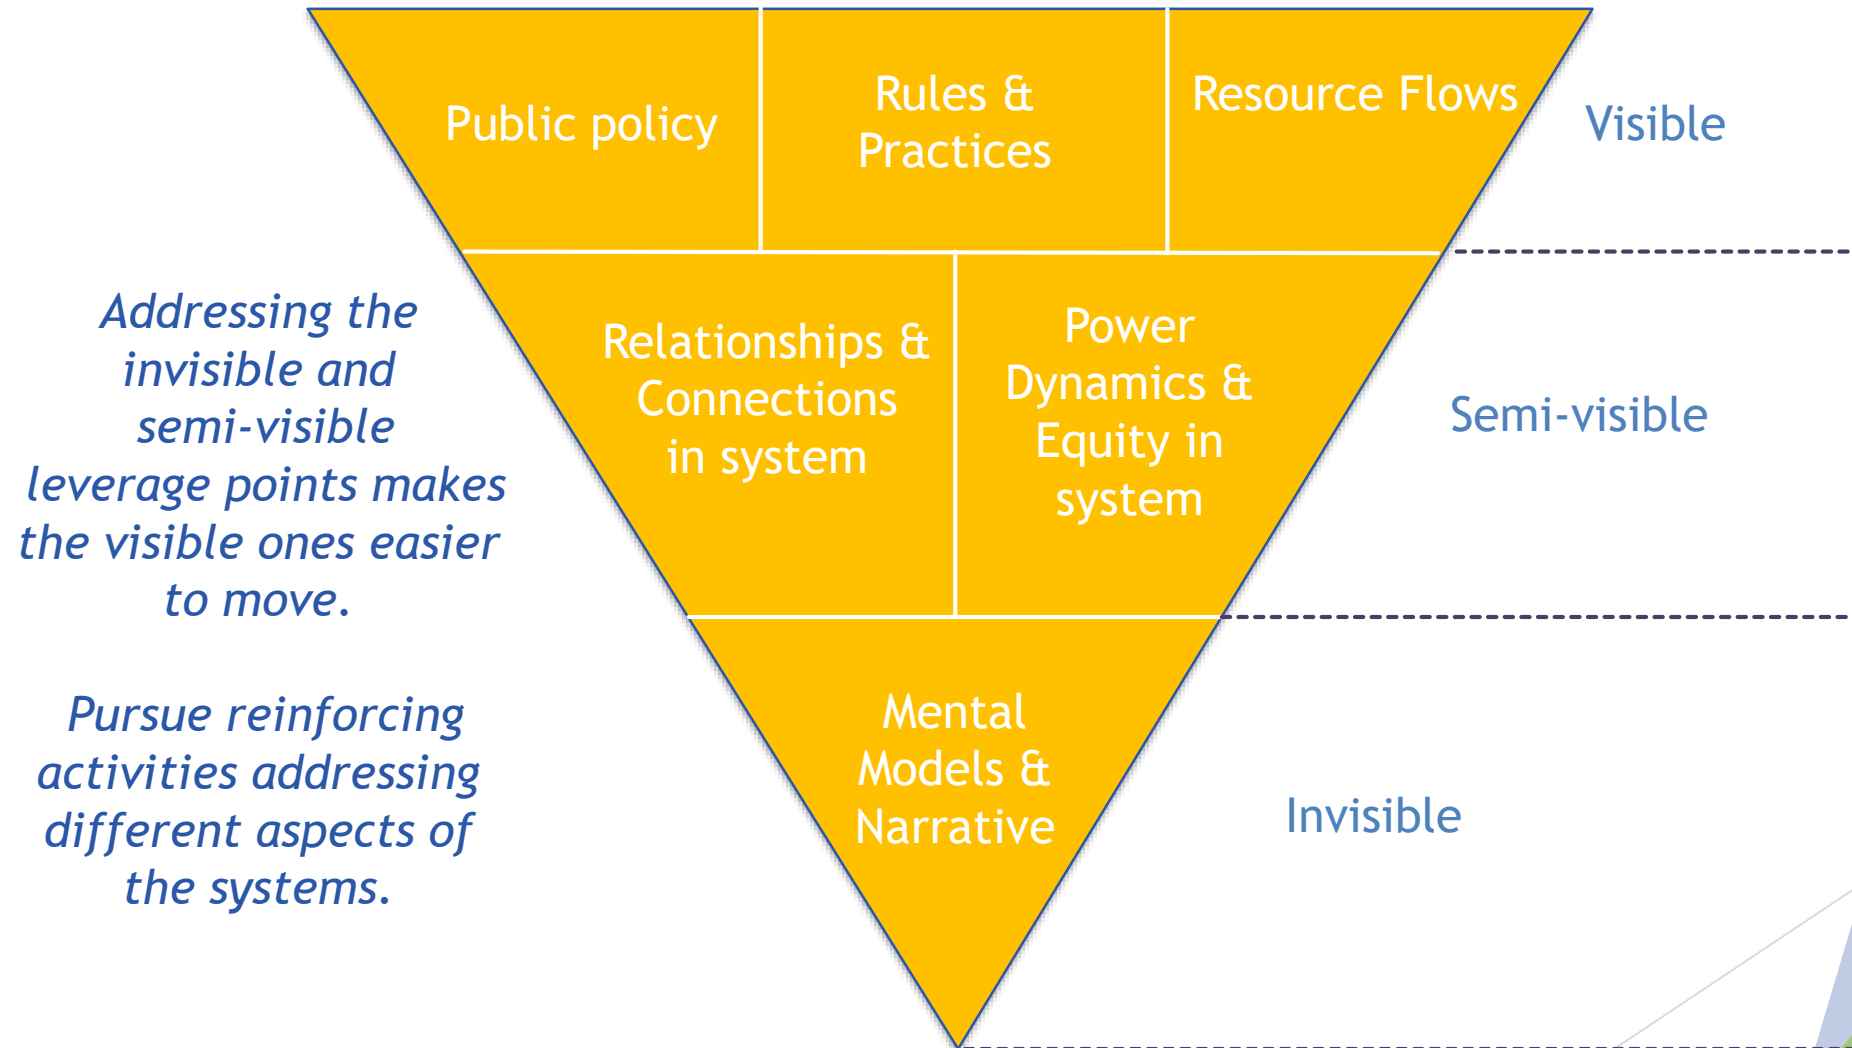 Public policy
Rules &
Practices
Resource Flows
Visible
Addressing the
invisible and
semi-visible
leverage points makes
the visible ones easier
to move.
Relationships &
Connections
in system
Power
Dynamics &
Equity in
system
Semi-visible
Pursue reinforcing
activities addressing
different aspects of
the systems.
Mental
Models &
Narrative
Invisible